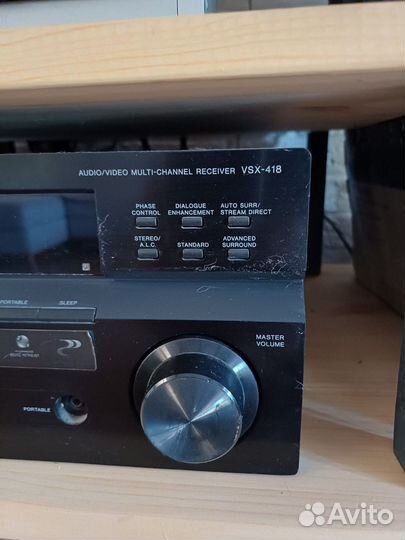 AUDIO/VIDEO MULTI-CHANNEL RECEIVER VSX-418
PHASE CONTROL
DIALOGUE ENHANCEMENT
AUTO SURR/ STREAM DIRECT
STEREO/ A.L.C.
STANDARD
ADVANCED SURROUND
PORTABLE
SLEEP
MASTER VOLUME
PORTABLE
Avito